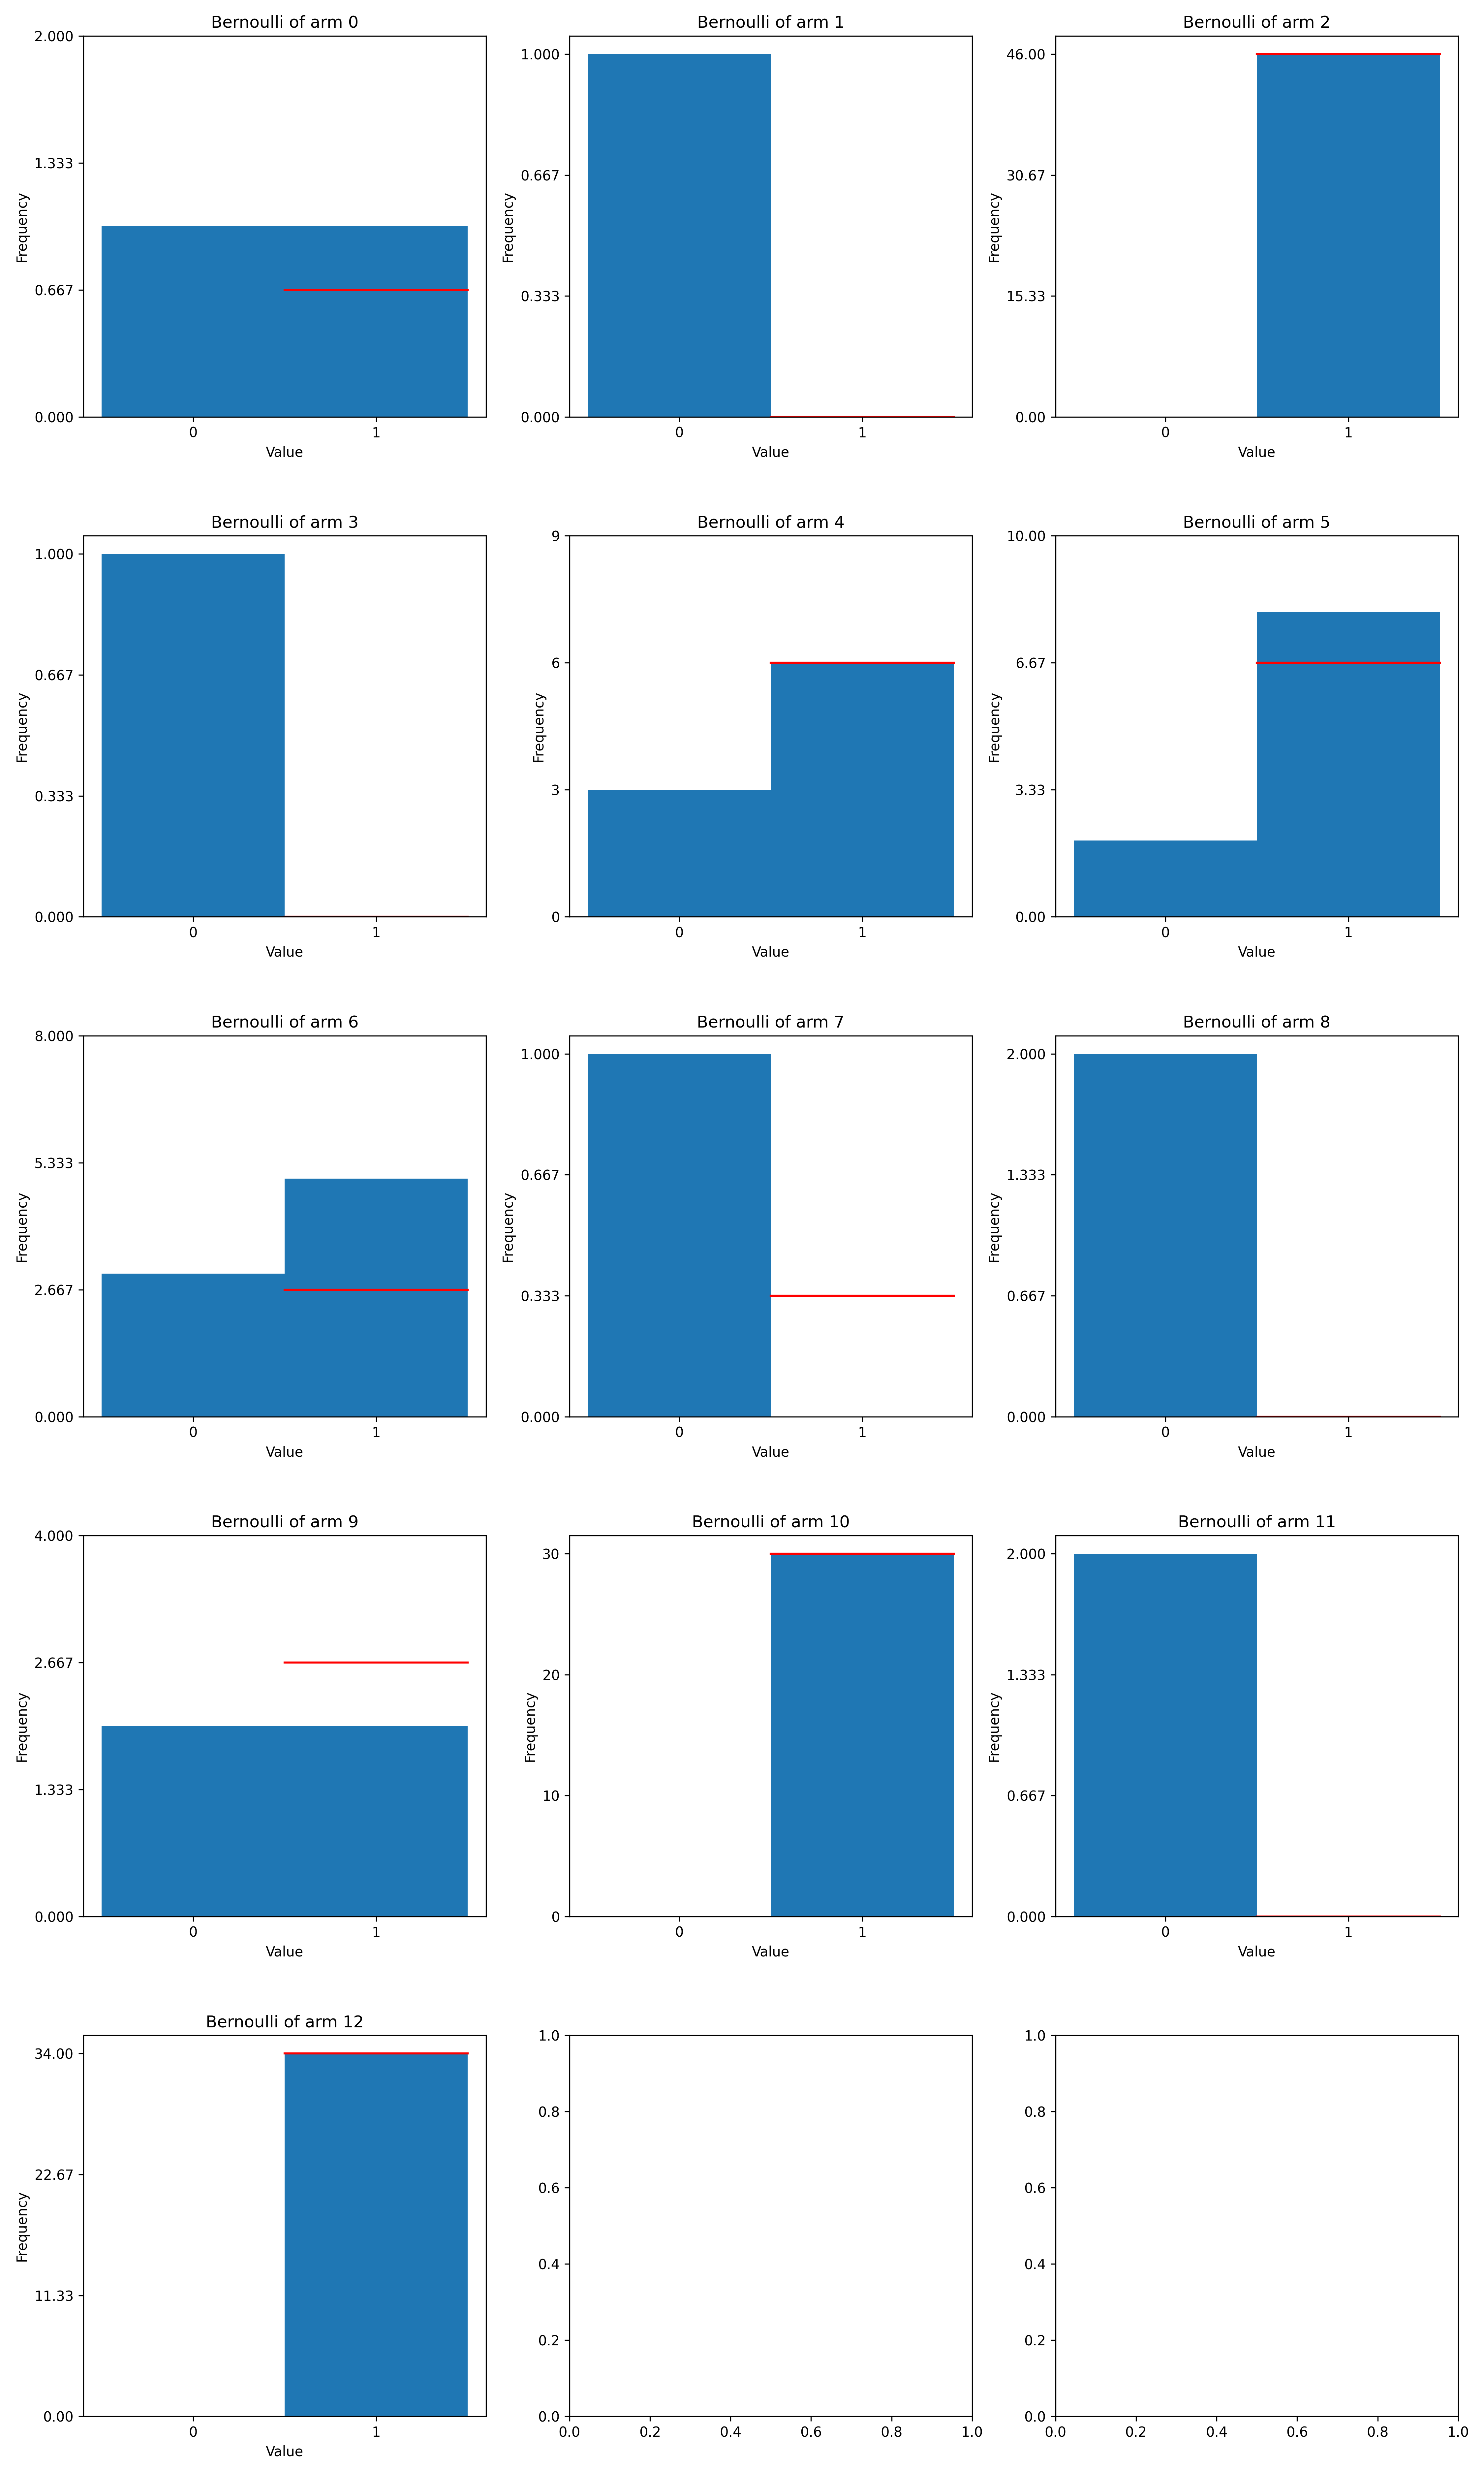 Bernoulli of arm 0
2.000
1.333
0.667
0.000
Frequency
0 1
Value
Bernoulli of arm 1
1.000
0.667
0.333
0.000
Frequency
0 1
Value
Bernoulli of arm 2
46.00
30.67
15.33
0.00
Frequency
0 1
Value
Bernoulli of arm 3
1.000
0.667
0.333
0.000
Frequency
0 1
Value
Bernoulli of arm 4
9
6
3
0
Frequency
0 1
Value
Bernoulli of arm 5
10.00
6.67
3.33
0.00
Frequency
0 1
Value
Bernoulli of arm 6
8.000
5.333
2.667
0.000
Frequency
0 1
Value
Bernoulli of arm 7
1.000
0.667
0.333
0.000
Frequency
0 1
Value
Bernoulli of arm 8
2.000
1.333
0.667
0.000
Frequency
0 1
Value
Bernoulli of arm 9
4.000
2.667
1.333
0.000
Frequency
0 1
Value
Bernoulli of arm 10
30
20
10
0
Frequency
0 1
Value
Bernoulli of arm 11
2.000
1.333
0.667
0.000
Frequency
0 1
Value
Bernoulli of arm 12
34.00
22.67
11.33
0.00
Frequency
0 1
Value
1.0
0.8
0.6
0.4
0.2
0.0
0.0 0.2 0.4 0.6 0.8 1.0
1.0
0.8
0.6
0.4
0.2
0.0
0.0 0.2 0.4 0.6 0.8 1.0